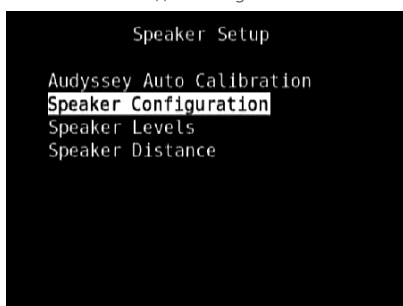 Speaker Setup
Audyssey Auto Calibration
Speaker Configuration
Speaker Levels
Speaker Distance